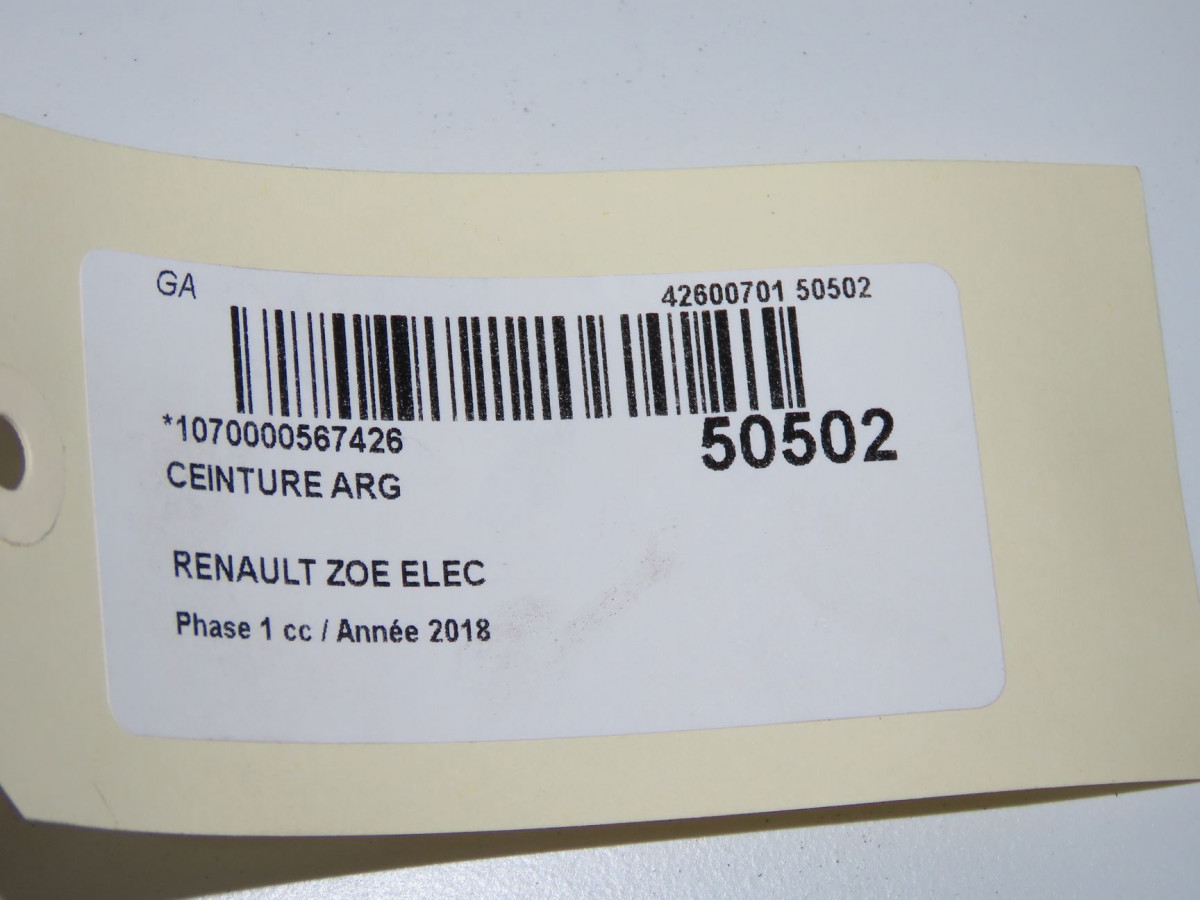 GA
42600701 50502
*1070000567426
50502
CEINTURE ARG
RENAULT ZOE ELEC
Phase 1 cc / Année 2018